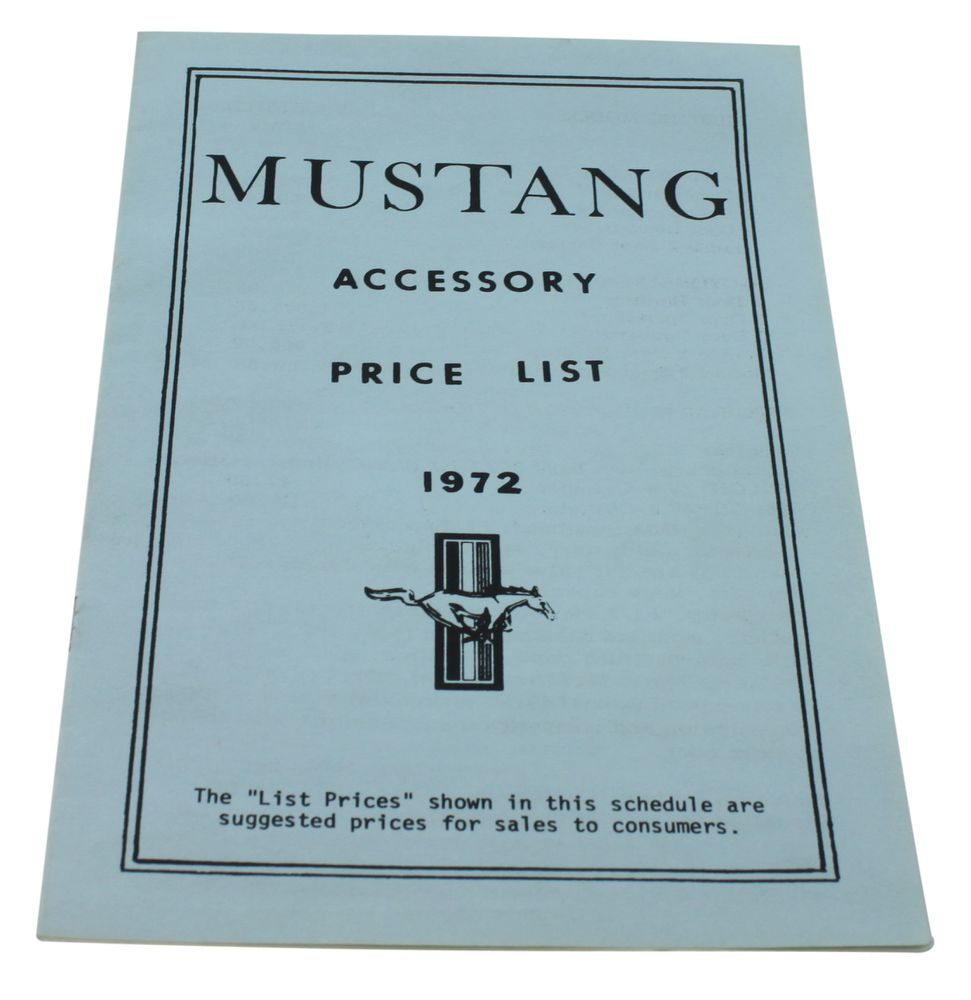 MUSTANG
ACCESSORY
PRICE LIST
1972
The "List Prices" shown in this schedule are
suggested prices for sales to consumers.